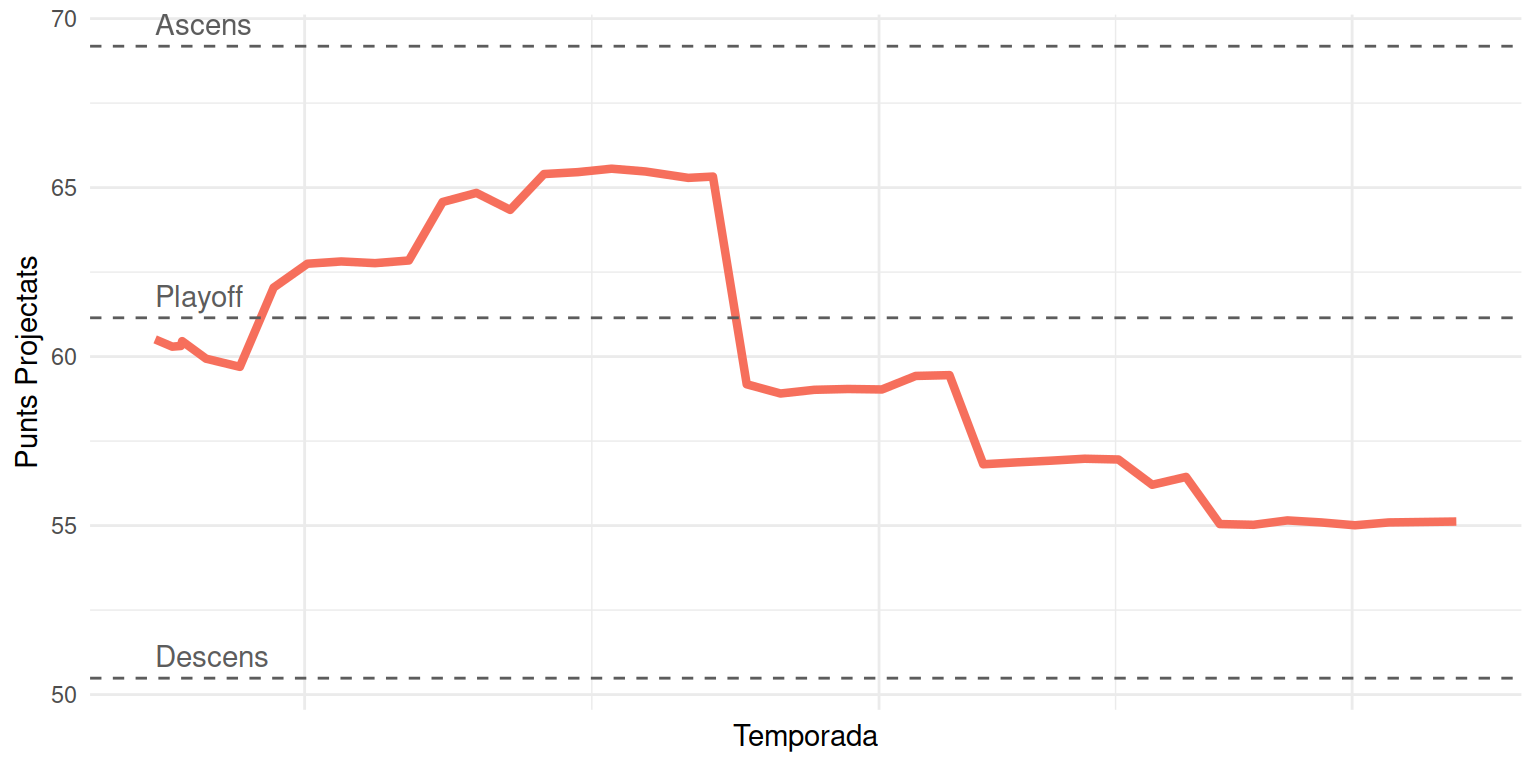 70
Ascens
65
Playoff
60
Punts Projectats
55
Descens
50
Temporada